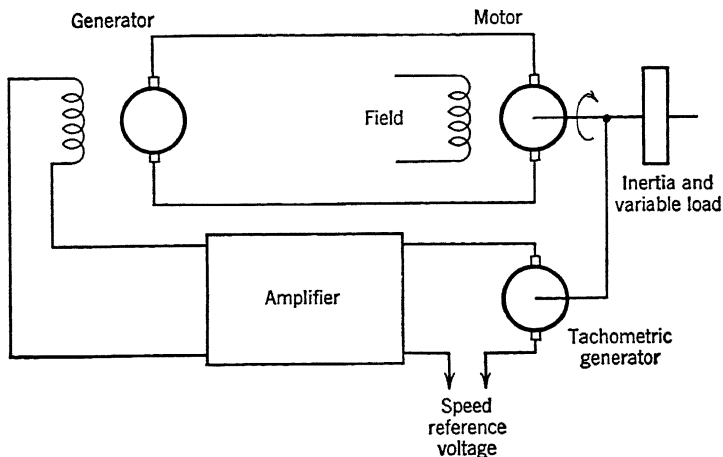 Generator
Motor
Field
Inertia and
variable load
Amplifier
Tachometric
generator
Speed
reference
voltage